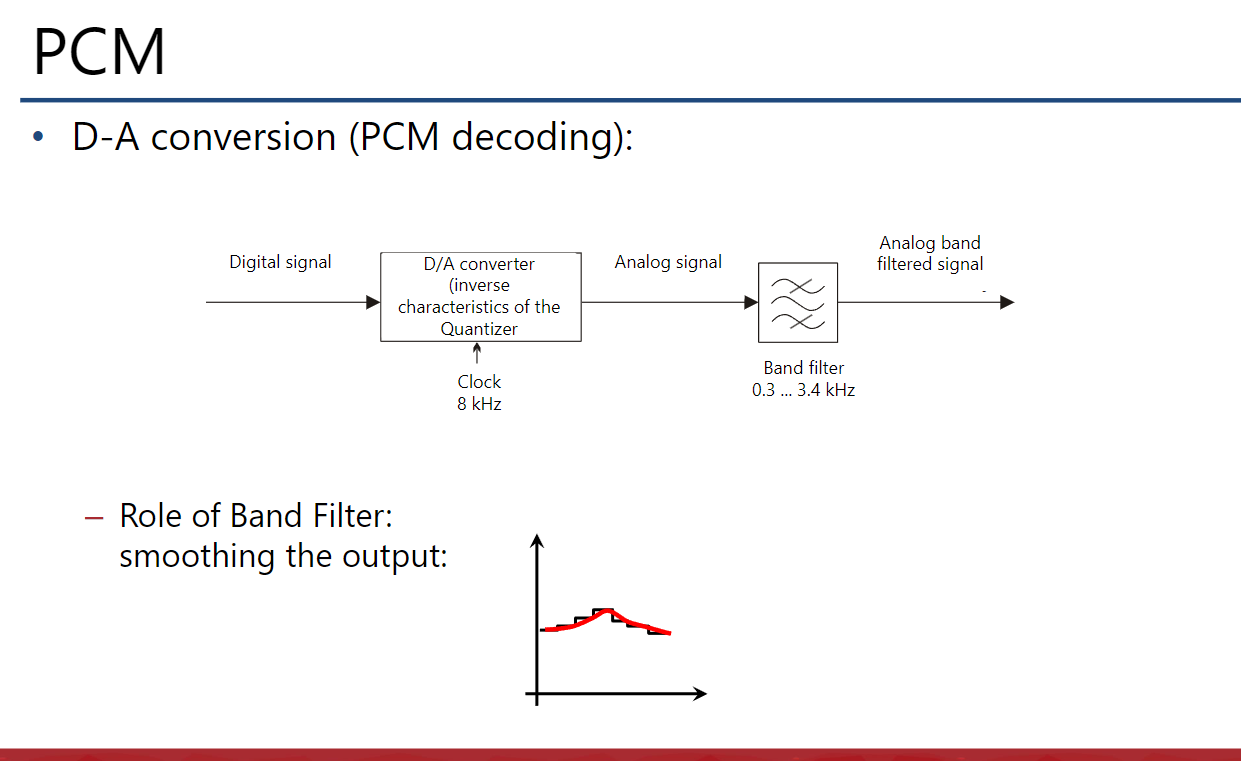 PCM
• D-A conversion (PCM decoding):
Digital signal
D/A converter
(inverse
characteristics of the
Quantizer
Clock
8 kHz
Analog signal
Band filter
0.3 ... 3.4 kHz
Analog band
filtered signal
– Role of Band Filter:
smoothing the output: